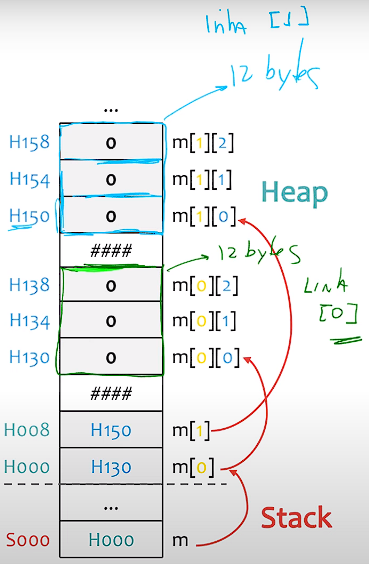 linhA [1]
12 bytes
...
H158 0 m[1][2]
H154 0 m[1][1]
Heap
H150 0 m[1][0]
####
12 bytes
H138 0 m[0][2]
LinhA
[0]
H134 0 m[0][1]
H130 0 m[0][0]
####
H008 H150 m[1]
H000 H130 m[0]
...
Stack
S000 H000 m